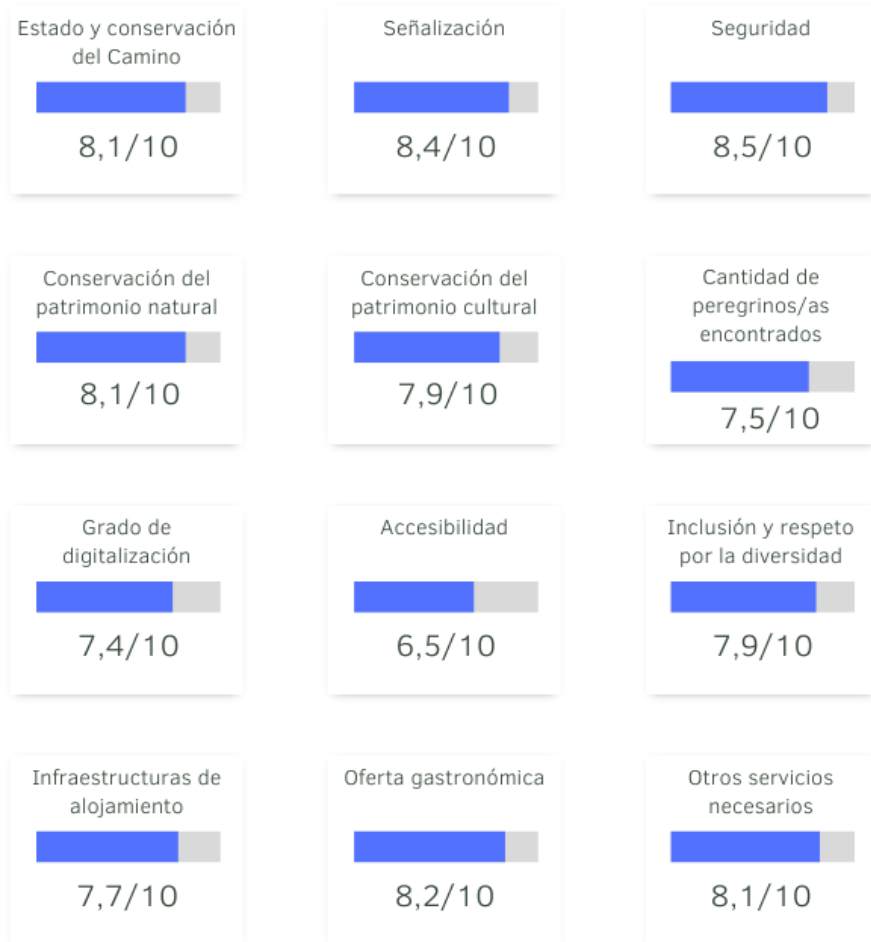 Estado y conservación
del Camino
8,1/10
Señalización
8,4/10
Seguridad
8,5/10
Conservación del
patrimonio natural
8,1/10
Conservación del
patrimonio cultural
7,9/10
Cantidad de
peregrinos/as
encontrados
7,5/10
Grado de
digitalización
7,4/10
Accesibilidad
6,5/10
Inclusión y respeto
por la diversidad
7,9/10
Infraestructuras de
alojamiento
7,7/10
Oferta gastronómica
8,2/10
Otros servicios
necesarios
8,1/10